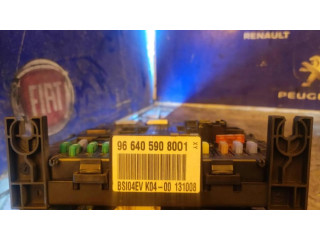 RENAULT
PEUGEOT
FIAT
96 640 590 8001
BSI04EV K04-00 131008